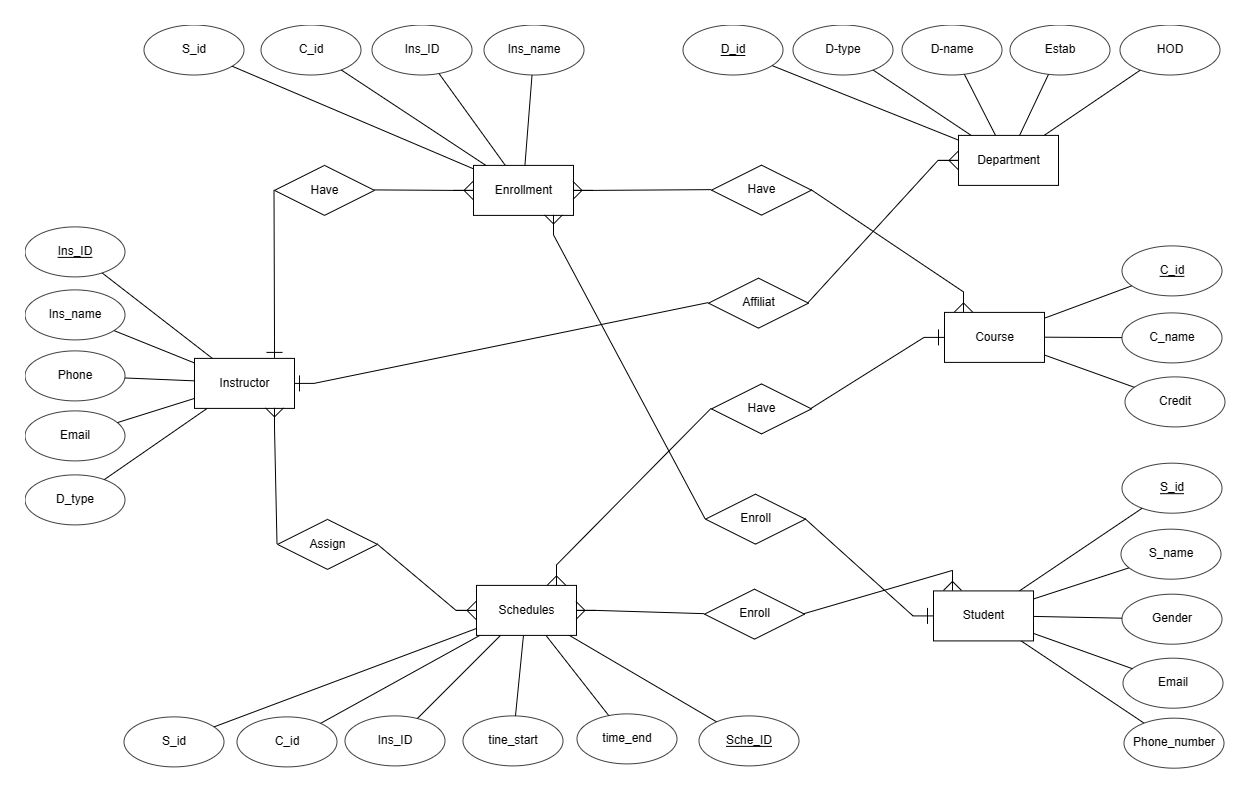 S_id
C_id
Ins_ID
Ins_name
D_id
D-type
D-name
Estab
HOD
Department
Have
Enrollment
Have
Ins_ID
Ins_name
Phone
Email
D_type
Instructor
Affiliat
C_id
C_name
Credit
Course
Have
Enroll
Assign
Schedules
Enroll
Student
S_id
S_name
Gender
Email
Phone_number
S_id
C_id
Ins_ID
tine_start
time_end
Sche_ID